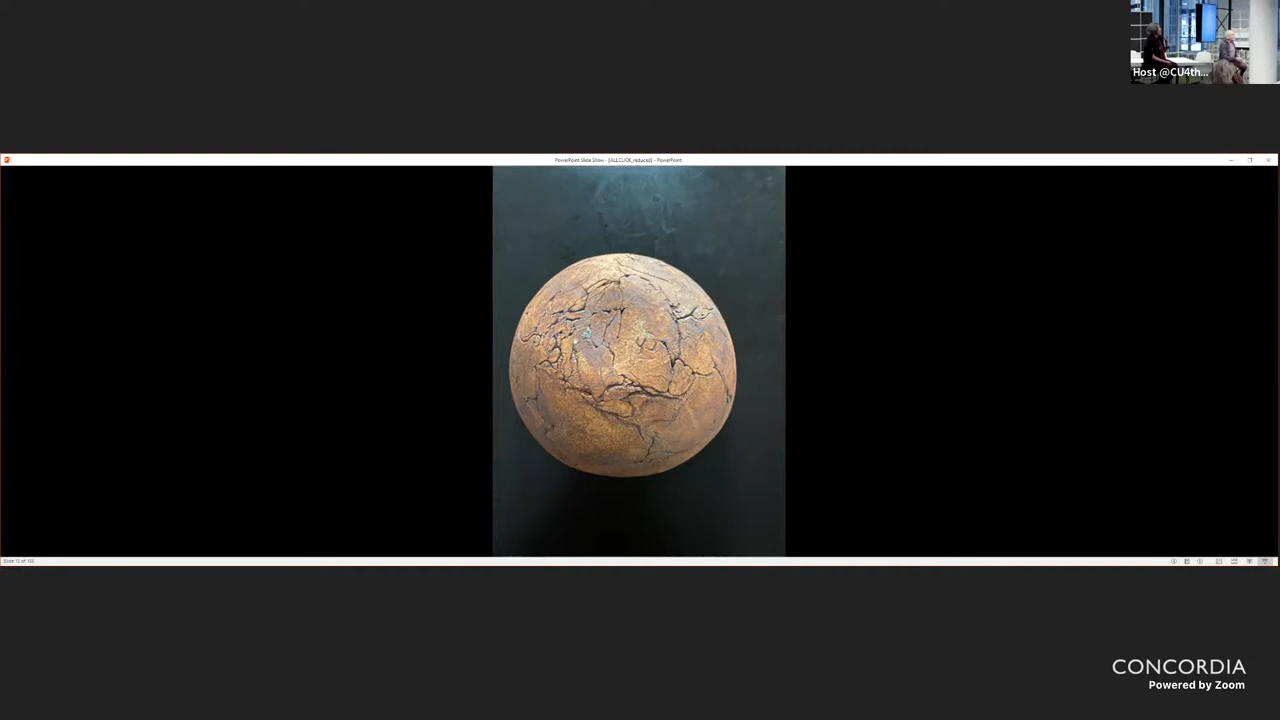 Host @CU4th...
PowerPoint Slide Show - [ALLCLICK_reduced] - PowerPoint
CONCORDIA
Powered by Zoom